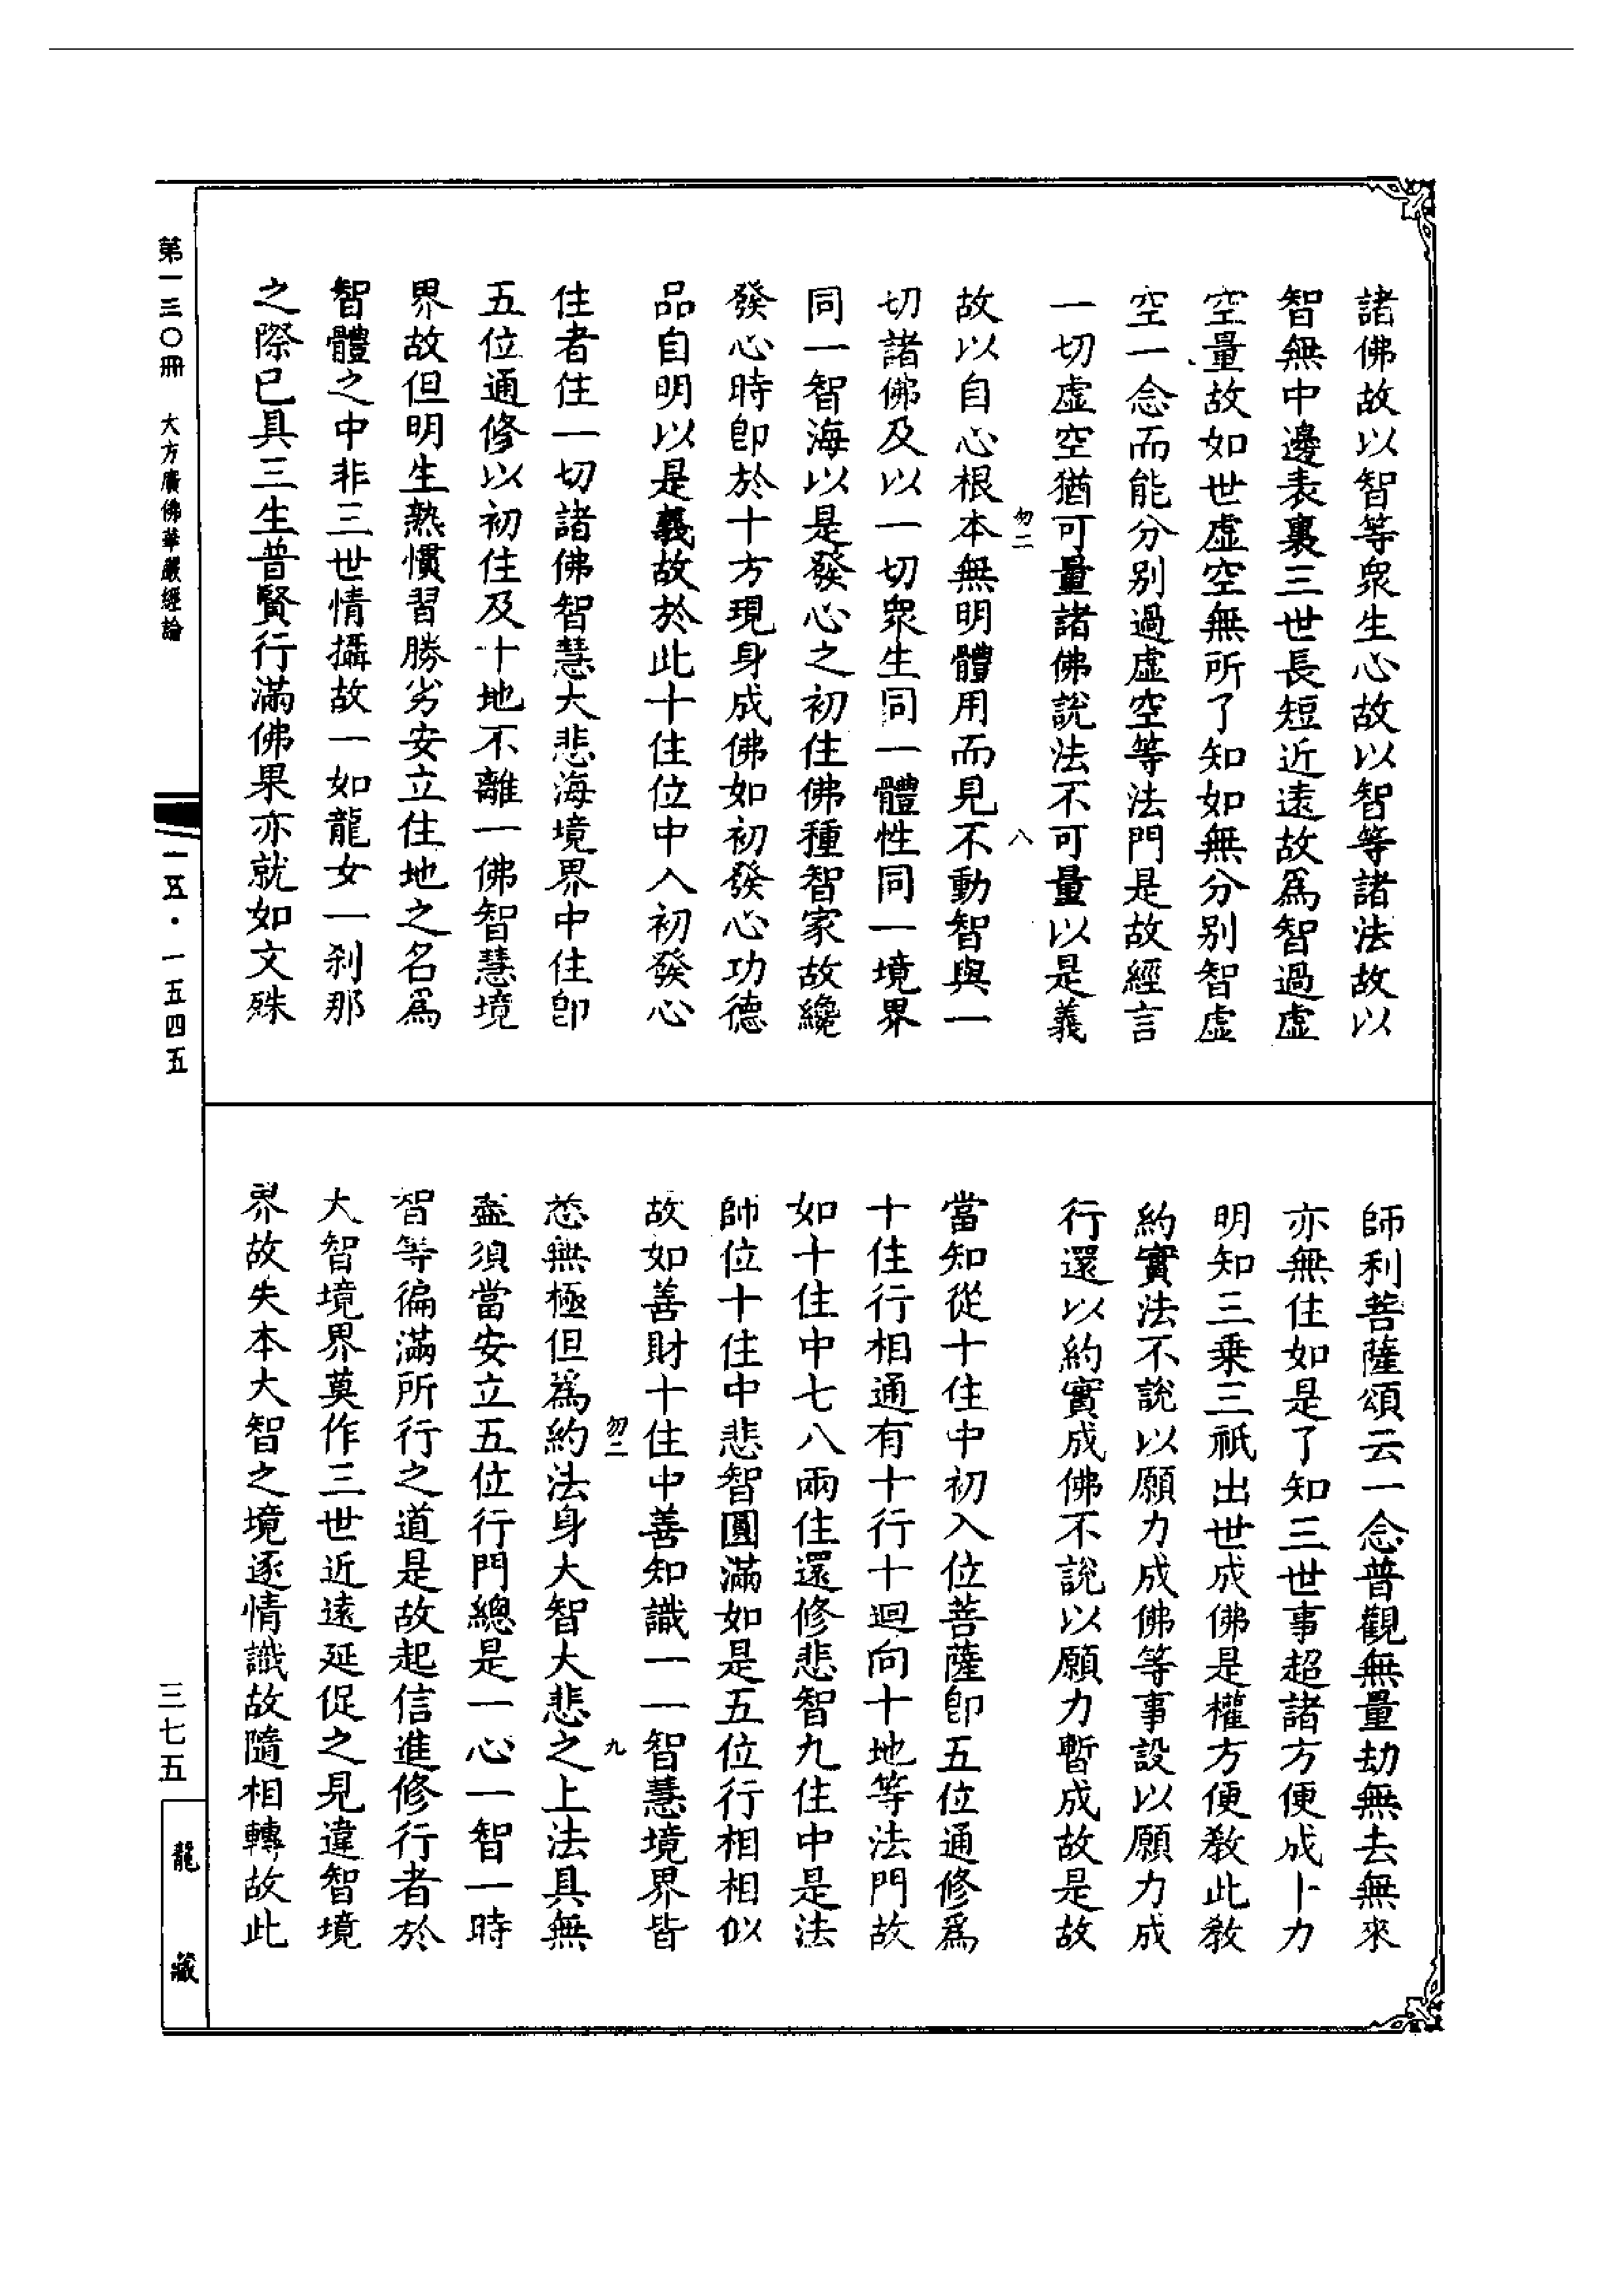 諸佛故以智等衆生心故以智等諸法故以
智無中邊表裏三世長短近遠故爲智過虛
空量故如世虛空無所了知如無分別智虛
空一念而能分別過虛空等法門是故經言
一切虛空猶可量諸佛說法不可量以是義
勿二 八
故以自心根本無明體用而見不動智與一
切諸佛及以一切衆生同一體性同一境界
同一智海以是發心之初住佛種智家故纔
發心時卽於十方現身成佛如初發心功德
品自明以是義故於此十住位中入初發心
住者住一切諸佛智慧大悲海境界中住卽
五位通修以初住及十地不離一佛智慧境
界故但明生熟慣習勝劣安立住地之名爲
智體之中非三世情攝故一如龍女一刹那
之際已具三生普賢行滿佛果亦就如文殊
師利菩薩頌云一念普觀無量劫無去無來
亦無住如是了知三世事超諸方便成十力
明知三乘三祇出世成佛是權方便教此教
約實法不說以願力成佛等事設以願力成
行還以約實成佛不說以願力暫成故是故
當知從十住中初入位菩薩卽五位通修爲
十住行相通有十行十迴向十地等法門故
如十住中七八兩住還修悲智九住中是法
師位十住中悲智圓滿如是五位行相相似
故如善財十住中善知識一一智慧境界皆
勿二 九
悉無極但爲約法身大智大悲之上法具無
盡須當安立五位行門總是一心一智一時
智等徧滿所行之道是故起信進修行者於
大智境界莫作三世近遠延促之見違智境
界故失本大智之境逐情識故隨相轉故此
第一三〇冊 大方廣佛華嚴經論
一五·一五四五
三七五
龍藏